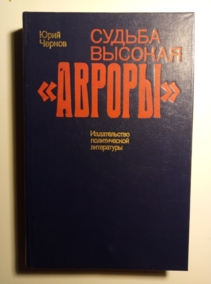 Юрий
Чернов
СУДЬБА
ВЫСОКАЯ
«АВРОРЫ»
Издательство
политической
литературы